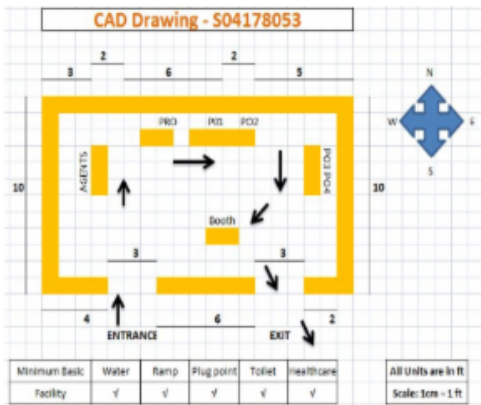 CAD Drawing - S04178053
2 2
3 6 5
N
PRO P01 PO2
W E
AGENTS PO3 PO4
S
10 10
Booth
3 3
4 6 2
ENTRANCE EXIT
Minimum Basic Water Ramp Plug point Toilet Healthcare All Units are in ft
Facility √ √ √ √ √ Scale: 1cm - 1 ft